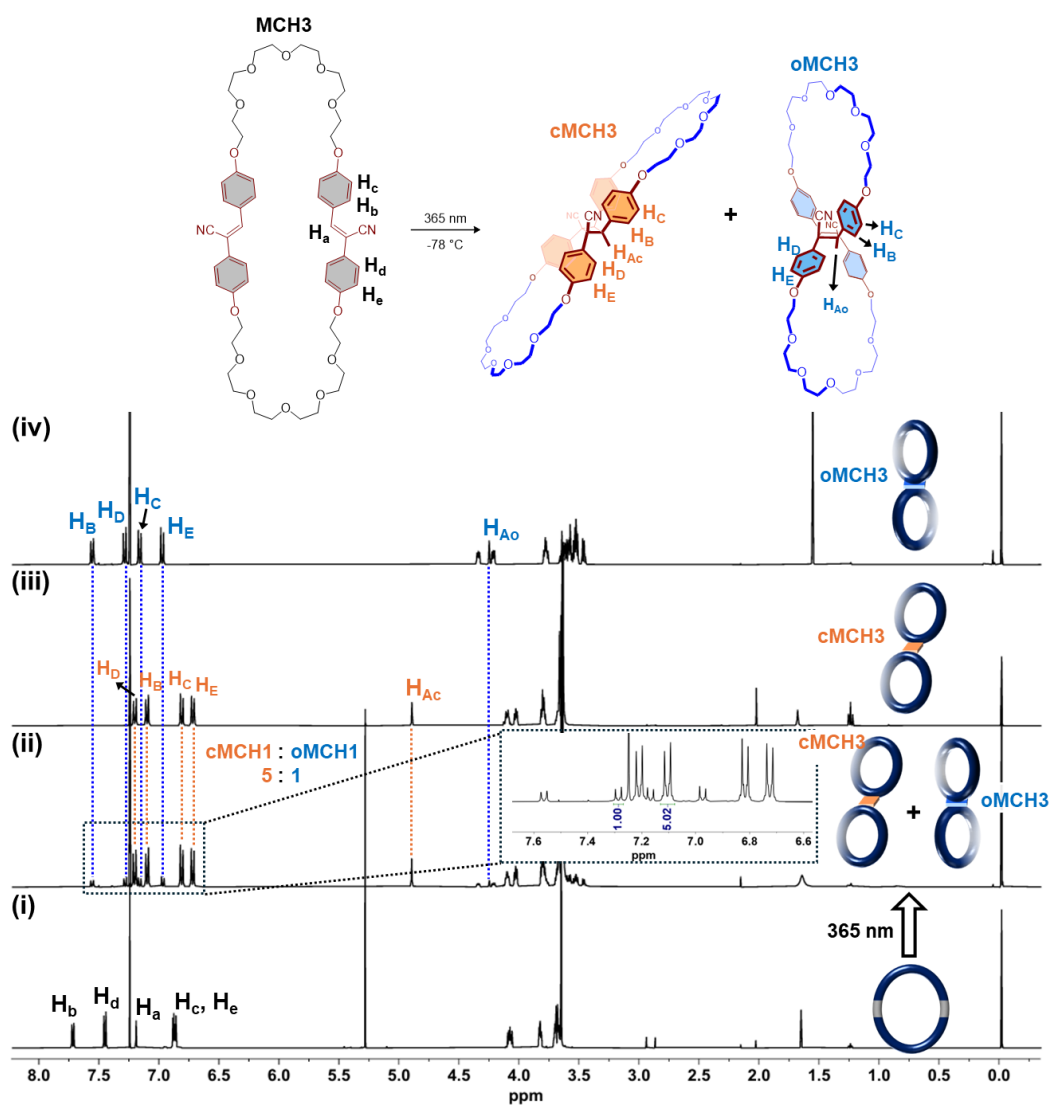 MCH3
oMCH3
cMCH3
O
O
O
O
O
O
O
O
O
O
O
O
O
O
NC
CN
Hc
Hb
Ha
Hd
He
365 nm
-78 °C
+
NC
CN
HC
HB
HAc
HD
HE
CN
NC
HC
HB
HD
HE
HAo
(iv)
oMCH3
HB
HD
HC
HE
HAo
(iii)
cMCH3
HD
HB
HC
HE
HAc
(ii)
cMCH1 : oMCH1
5 : 1
cMCH3
oMCH3
+
1.00
5.02
7.6 7.4 7.2 7.0 6.8 6.6
ppm
(i)
365 nm
Hb
Hd
Ha
Hc, He
8.0 7.5 7.0 6.5 6.0 5.5 5.0 4.5 4.0 3.5 3.0 2.5 2.0 1.5 1.0 0.5 0.0
ppm